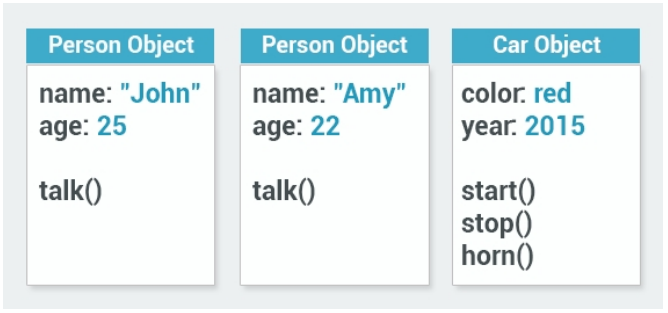 Person Object
name: "John"
age: 25
talk()
Person Object
name: "Amy"
age: 22
talk()
Car Object
color: red
year: 2015
start()
stop()
horn()